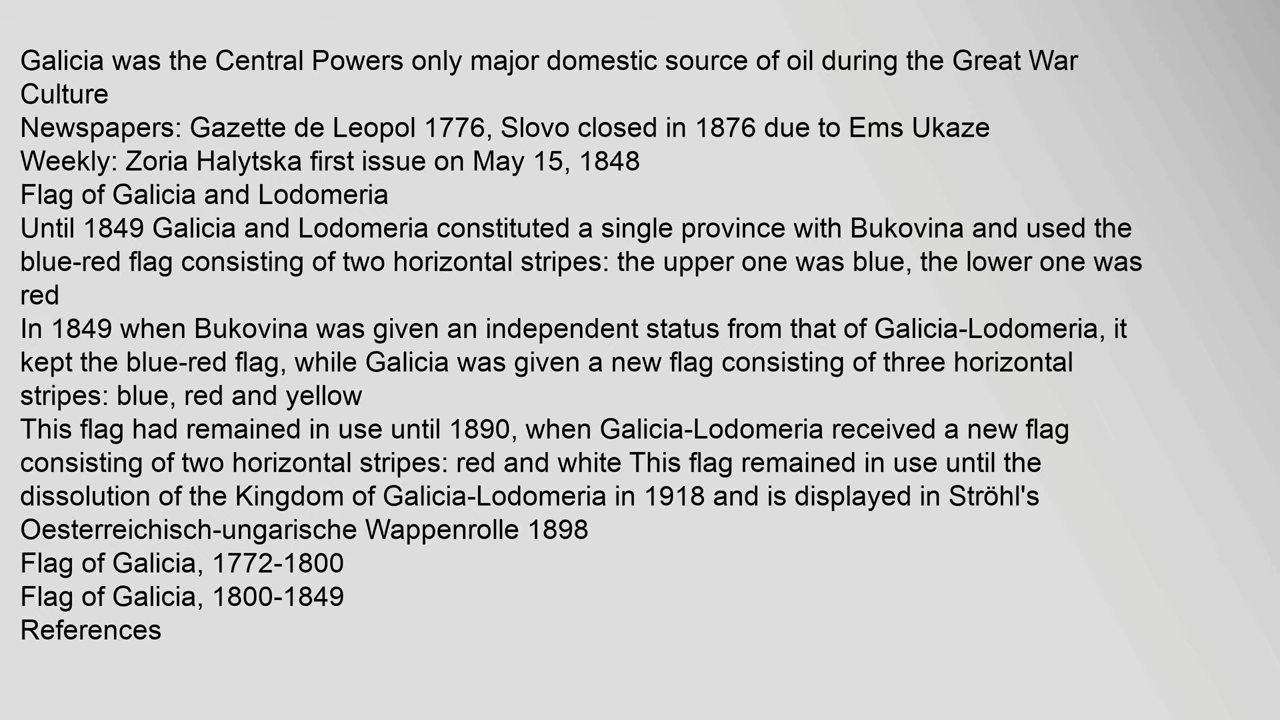 Galicia was the Central Powers only major domestic source of oil during the Great War
Culture
Newspapers: Gazette de Leopol 1776, Slovo closed in 1876 due to Ems Ukaze
Weekly: Zoria Halytska first issue on May 15, 1848
Flag of Galicia and Lodomeria
Until 1849 Galicia and Lodomeria constituted a single province with Bukovina and used the
blue-red flag consisting of two horizontal stripes: the upper one was blue, the lower one was
red
In 1849 when Bukovina was given an independent status from that of Galicia-Lodomeria, it
kept the blue-red flag, while Galicia was given a new flag consisting of three horizontal
stripes: blue, red and yellow
This flag had remained in use until 1890, when Galicia-Lodomeria received a new flag
consisting of two horizontal stripes: red and white This flag remained in use until the
dissolution of the Kingdom of Galicia-Lodomeria in 1918 and is displayed in Ströhl's
Oesterreichisch-ungarische Wappenrolle 1898
Flag of Galicia, 1772-1800
Flag of Galicia, 1800-1849
References